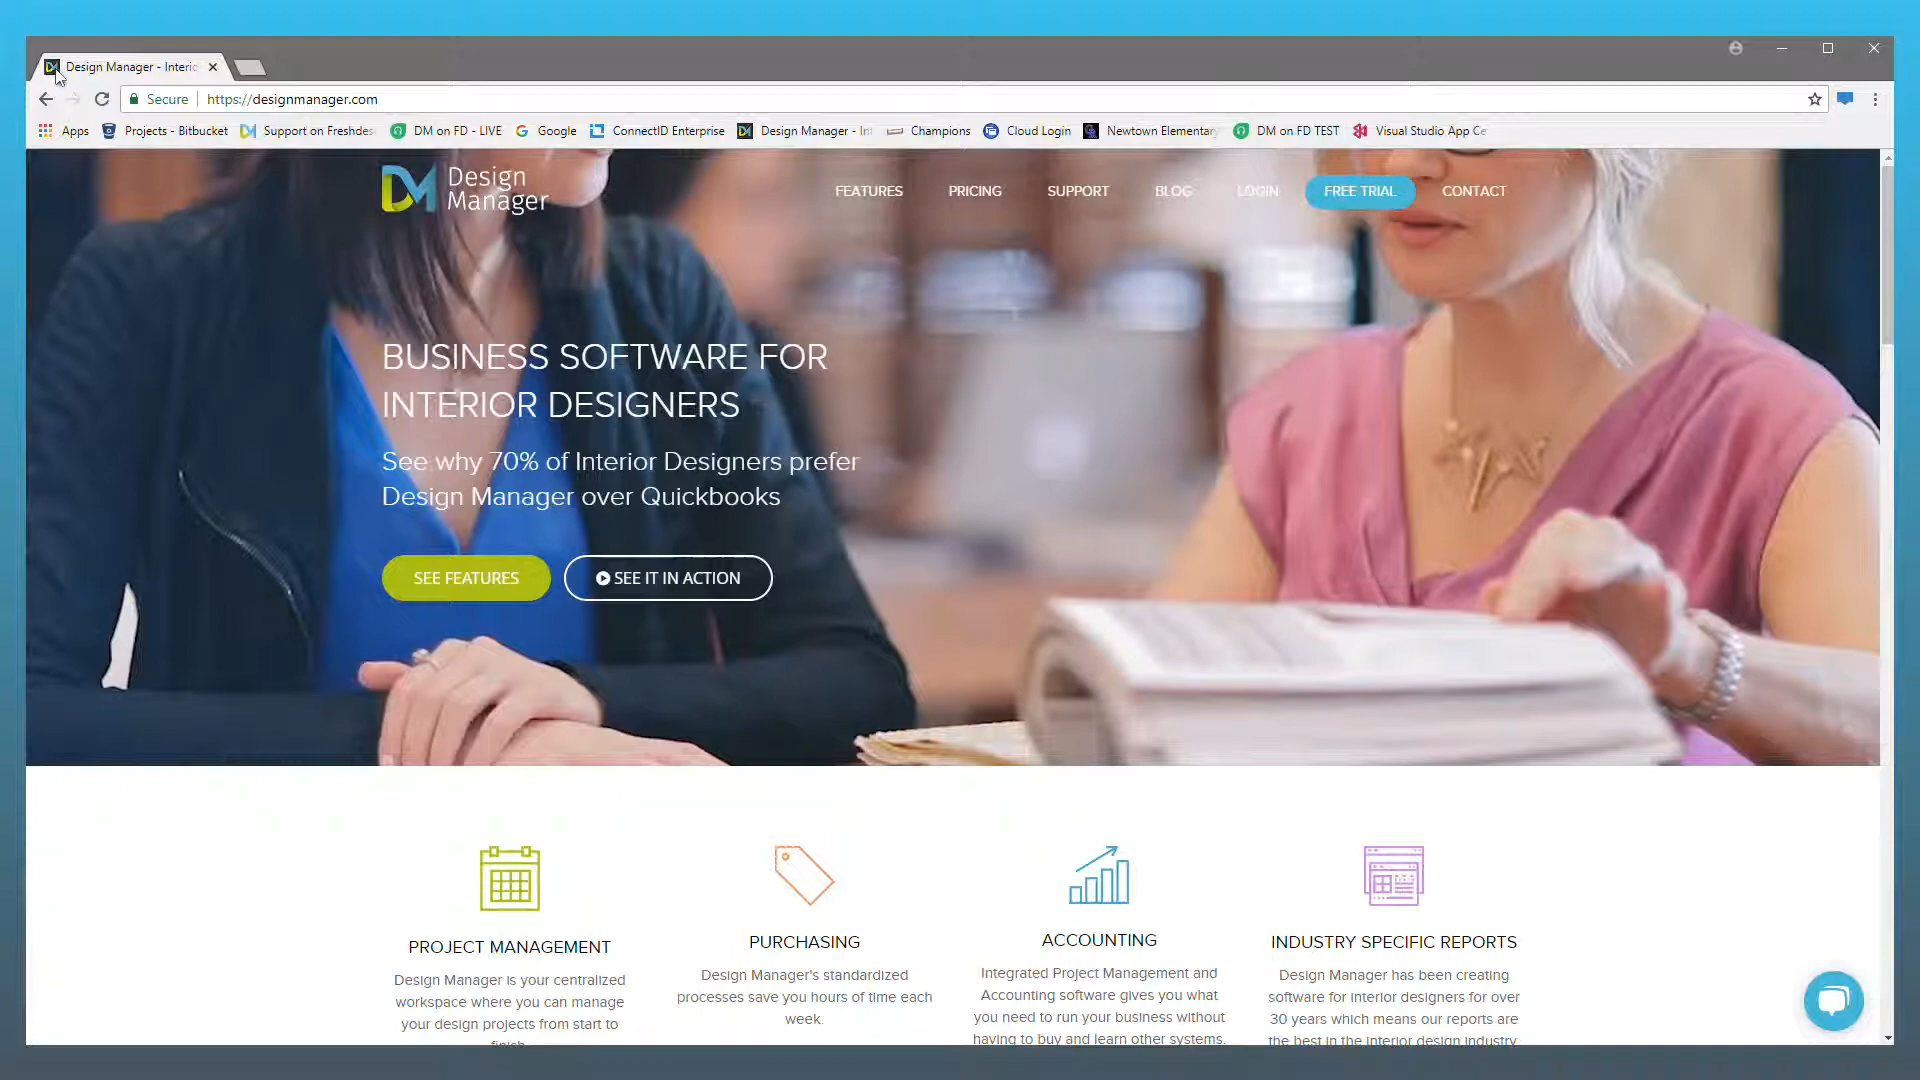 Design Manager - Interic
Secure https://designmanager.com
Apps Projects - Bitbucket Support on Freshdes DM on FD - LIVE Google ConnectID Enterprise Design Manager - Int Champions Cloud Login Newtown Elementary DM on FD TEST Visual Studio App Ce
DM Design Manager
FEATURES PRICING SUPPORT BLOG LOGIN FREE TRIAL CONTACT
BUSINESS SOFTWARE FOR
INTERIOR DESIGNERS
See why 70% of Interior Designers prefer
Design Manager over Quickbooks
SEE FEATURES SEE IT IN ACTION
PROJECT MANAGEMENT
Design Manager is your centralized
workspace where you can manage
your design projects from start to
finish.
PURCHASING
Design Manager's standardized
processes save you hours of time each
week.
ACCOUNTING
Integrated Project Management and
Accounting software gives you what
you need to run your business without
having to buy and learn other systems.
INDUSTRY SPECIFIC REPORTS
Design Manager has been creating
software for interior designers for over
30 years which means our reports are
the best in the interior design industry